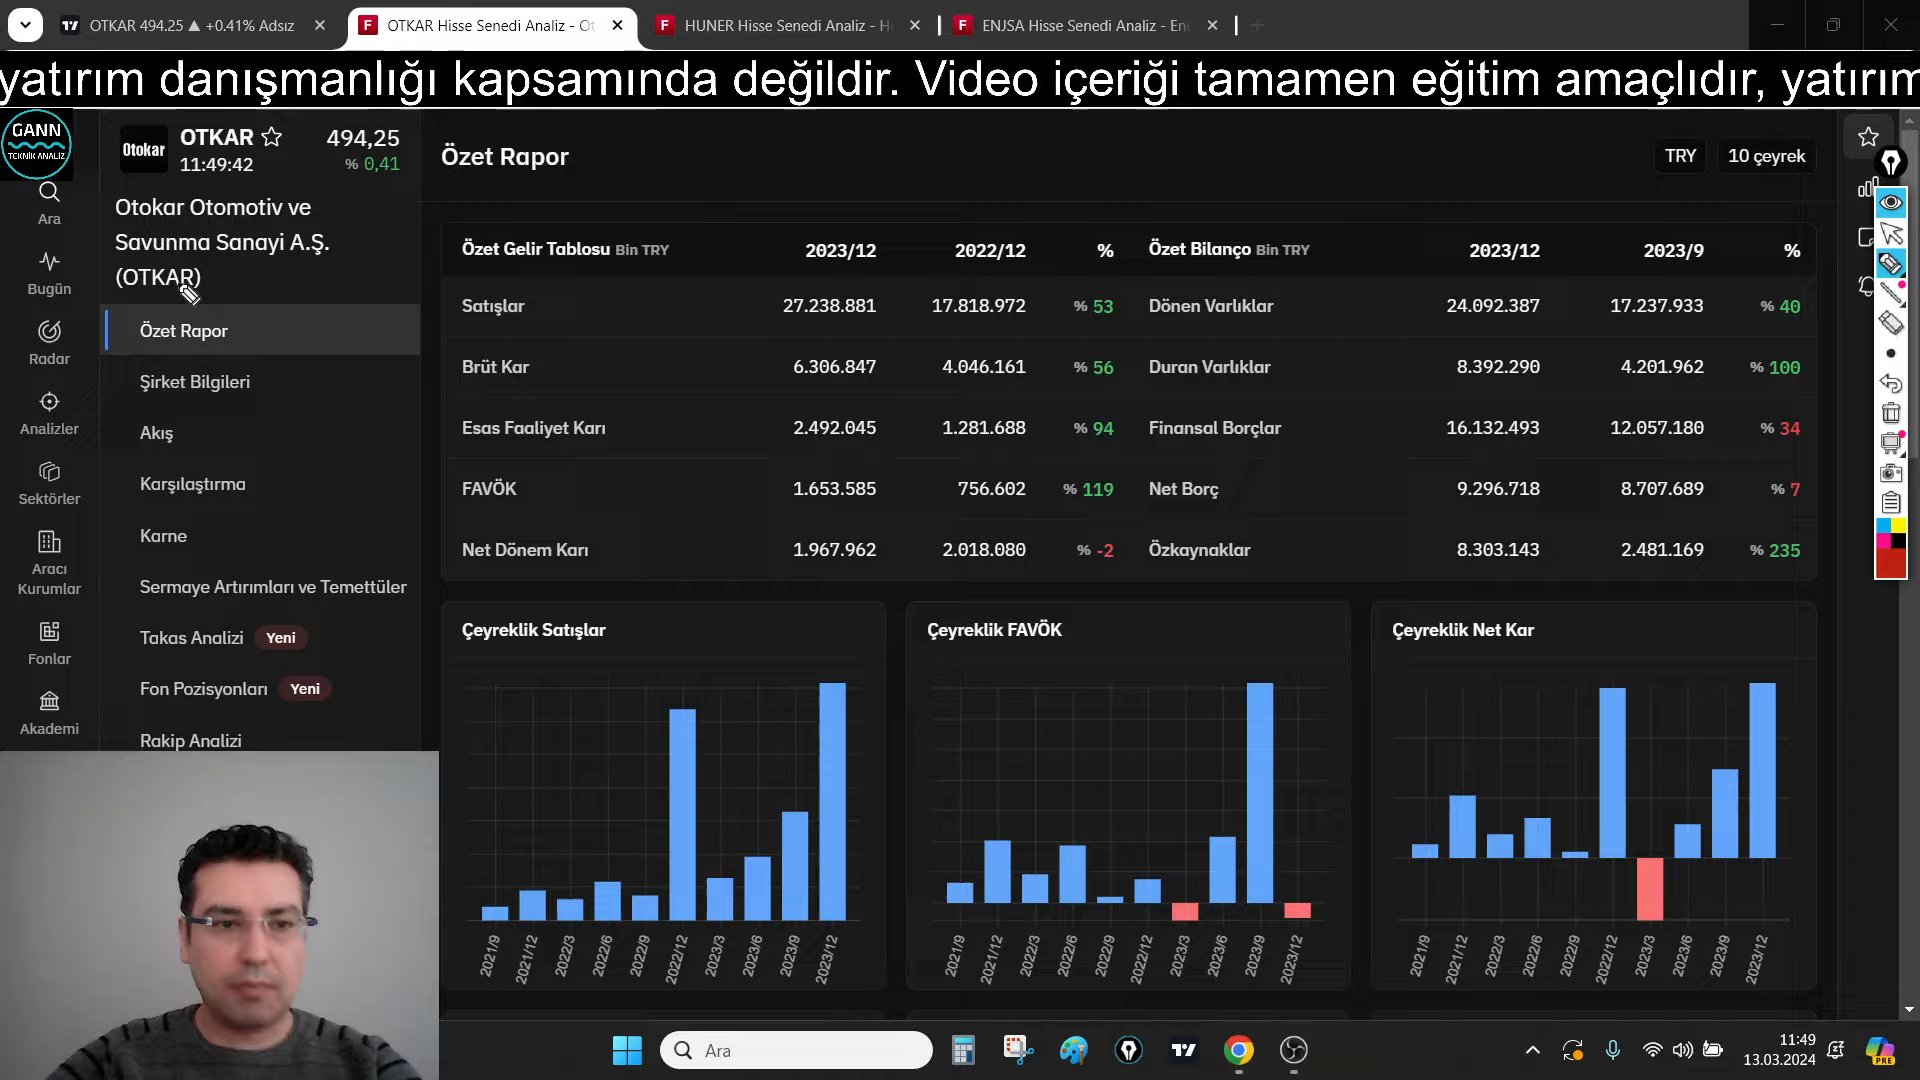 OTKAR 494.25 ▲ +0.41% Adsız
OTKAR Hisse Senedi Analiz - Ot
HUNER Hisse Senedi Analiz - H
ENJSA Hisse Senedi Analiz - En
yatırım danışmanlığı kapsamında değildir. Video içeriği tamamen eğitim amaçlıdır, yatırım
GANN
TEKNİK ANALİZ
Ara
Bugün
Radar
Analizler
Sektörler
Aracı
Kurumlar
Fonlar
Akademi
Otokar
OTKAR 494,25
11:49:42 % 0,41
Otokar Otomotiv ve
Savunma Sanayi A.Ş.
(OTKAR)
Özet Rapor
Şirket Bilgileri
Akış
Karşılaştırma
Karne
Sermaye Artırımları ve Temettüler
Takas Analizi Yeni
Fon Pozisyonları Yeni
Rakip Analizi
Özet Rapor TRY 10 çeyrek
Özet Gelir Tablosu Bin TRY 2023/12 2022/12 % Özet Bilanço Bin TRY 2023/12 2023/9 %
Satışlar 27.238.881 17.818.972 % 53 Dönen Varlıklar 24.092.387 17.237.933 % 40
Brüt Kar 6.306.847 4.046.161 % 56 Duran Varlıklar 8.392.290 4.201.962 % 100
Esas Faaliyet Karı 2.492.045 1.281.688 % 94 Finansal Borçlar 16.132.493 12.057.180 % 34
FAVÖK 1.653.585 756.602 % 119 Net Borç 9.296.718 8.707.689 % 7
Net Dönem Karı 1.967.962 2.018.080 % -2 Özkaynaklar 8.303.143 2.481.169 % 235
Çeyreklik Satışlar
2021/9 2021/12 2022/3 2022/6 2022/9 2022/12 2023/3 2023/6 2023/9 2023/12
Çeyreklik FAVÖK
2021/9 2021/12 2022/3 2022/6 2022/9 2022/12 2023/3 2023/6 2023/9 2023/12
Çeyreklik Net Kar
2021/9 2021/12 2022/3 2022/6 2022/9 2022/12 2023/3 2023/6 2023/9 2023/12
Ara
11:49
13.03.2024
PRE